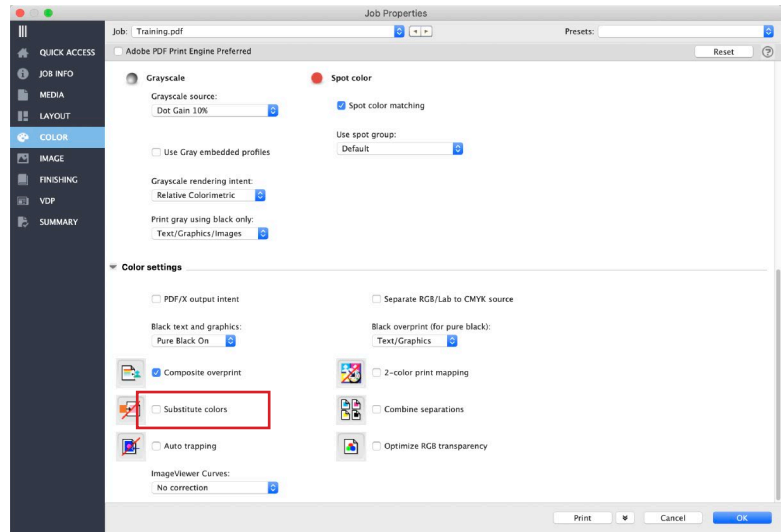 Job Properties
Job: Training.pdf
Presets:
QUICK ACCESS
JOB INFO
MEDIA
LAYOUT
COLOR
IMAGE
FINISHING
VDP
SUMMARY
Adobe PDF Print Engine Preferred
Reset
?
Grayscale
Grayscale source:
Dot Gain 10%
Use Gray embedded profiles
Grayscale rendering intent:
Relative Colorimetric
Print gray using black only:
Text/Graphics/Images
Spot color
Spot color matching
Use spot group:
Default
Color settings
PDF/X output intent
Separate RGB/Lab to CMYK source
Black text and graphics:
Pure Black On
Black overprint (for pure black):
Text/Graphics
Composite overprint
2-color print mapping
Substitute colors
Combine separations
Auto trapping
Optimize RGB transparency
ImageViewer Curves:
No correction
Print
Cancel
OK